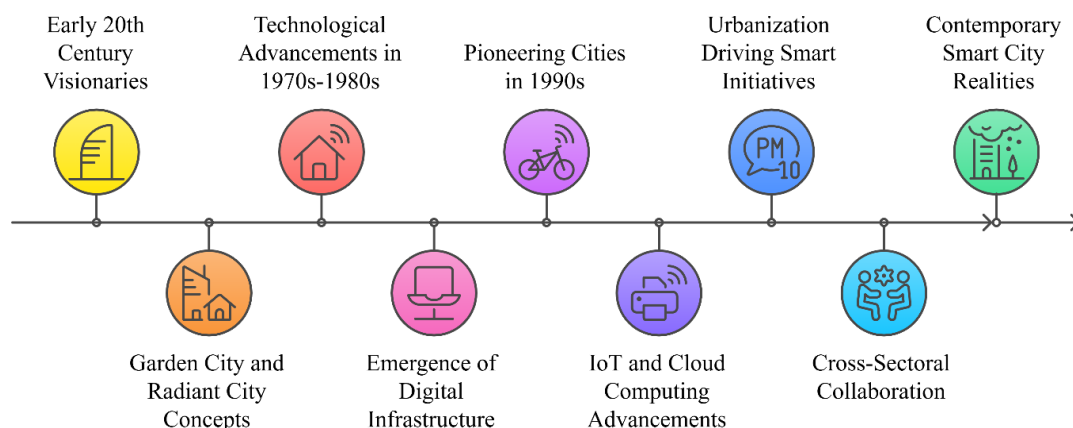 Early 20th
Century
Visionaries
Technological
Advancements in
1970s-1980s
Pioneering Cities
in 1990s
Urbanization
Driving Smart
Initiatives
Contemporary
Smart City
Realities
PM
10
Garden City and
Radiant City
Concepts
Emergence of
Digital
Infrastructure
IoT and Cloud
Computing
Advancements
Cross-Sectoral
Collaboration